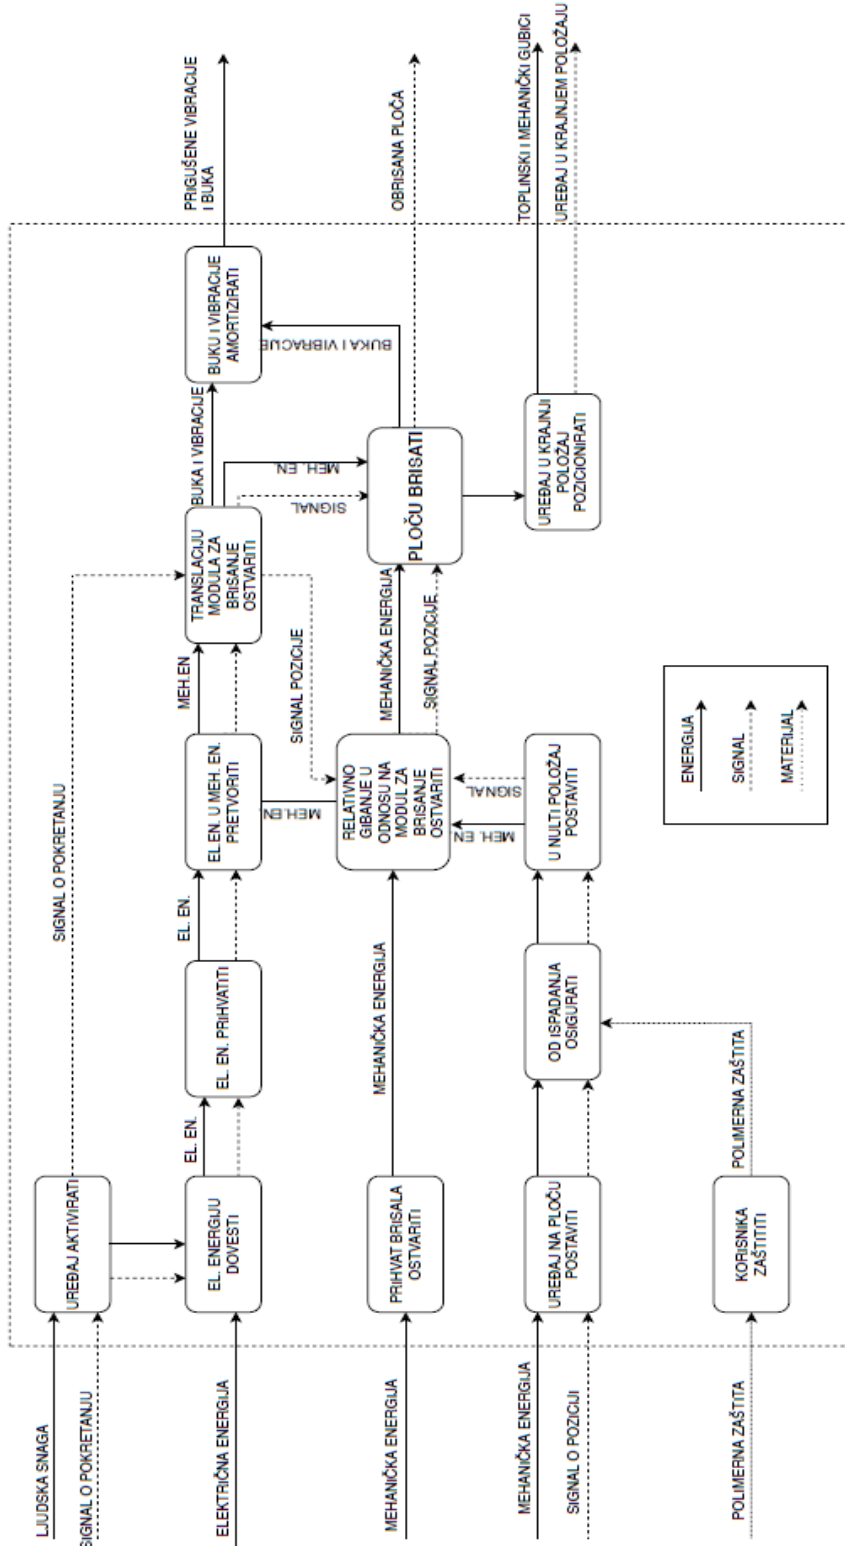 LJUDSKA SNAGA
SIGNAL O POKRETANJU
UREĐAJ AKTIVIRATI
SIGNAL O POKRETANJU
ELEKTRIČNA ENERGIJA
EL. ENERGIJU
DOVESTI
EL. EN.
EL. EN. PRIHVATITI
EL. EN.
EL.EN. U MEH. EN.
PRETVORITI
MEH.EN
TRANSLACIJU
MODULA ZA
BRISANJE
OSTVARITI
BUKA I VIBRACIJE
BUKU I VIBRACIJE
AMORTIZIRATI
PRIGUŠENE VIBRACIJE
I BUKA
MEH.EN.
SIGNAL POZICIJE
SIGNAL
MEH. EN.
BUKA I VIBRACIJE
MEHANIČKA ENERGIJA
PRIHVAT BRISALA
OSTVARITI
MEHANIČKA ENERGIJA
RELATIVNO
GIBANJE U
ODNOSU NA
MODUL ZA
BRISANJE
OSTVARITI
MEHANIČKA ENERGIJA
SIGNAL POZICIJE
PLOČU BRISATI
OBRISANA PLOČA
MEH. EN.
SIGNAL
MEHANIČKA ENERGIJA
SIGNAL O POZICIJI
UREĐAJ NA PLOČU
POSTAVITI
OD ISPADANJA
OSIGURATI
U NULTI POLOŽAJ
POSTAVITI
UREĐAJ U KRAJNJI
POLOŽAJ
POZICIONIRATI
TOPLINSKI I MEHANIČKI GUBICI
UREĐAJ U KRAJNJEM POLOŽAJU
POLIMERNA ZAŠTITA
KORISNIKA
ZAŠTITITI
POLIMERNA ZAŠTITA
ENERGIJA
SIGNAL
MATERIJAL